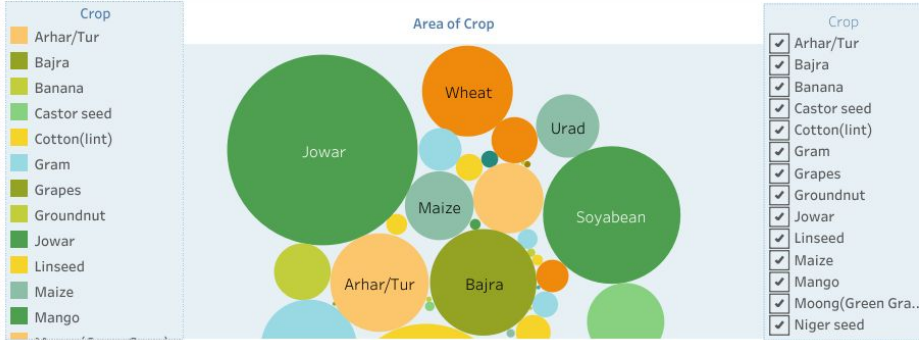 Crop
Arhar/Tur
Bajra
Banana
Castor seed
Cotton(lint)
Gram
Grapes
Groundnut
Jowar
Linseed
Maize
Mango
Area of Crop
Wheat
Urad
Jowar
Maize
Soyabean
Arhar/Tur
Bajra
Crop
Arhar/Tur
Bajra
Banana
Castor seed
Cotton(lint)
Gram
Grapes
Groundnut
Jowar
Linseed
Maize
Mango
Moong(Green Gra..
Niger seed